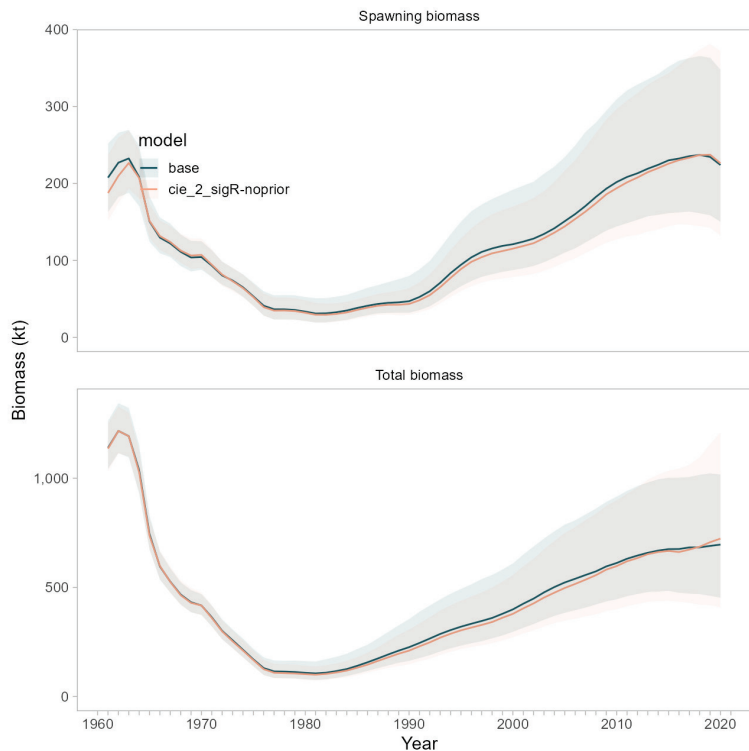 Spawning biomass
400
300
200
100
0
model
base
cie_2_sigR-noprior
Biomass (kt)
Total biomass
1,000
500
0
1960 1970 1980 1990 2000 2010 2020
Year